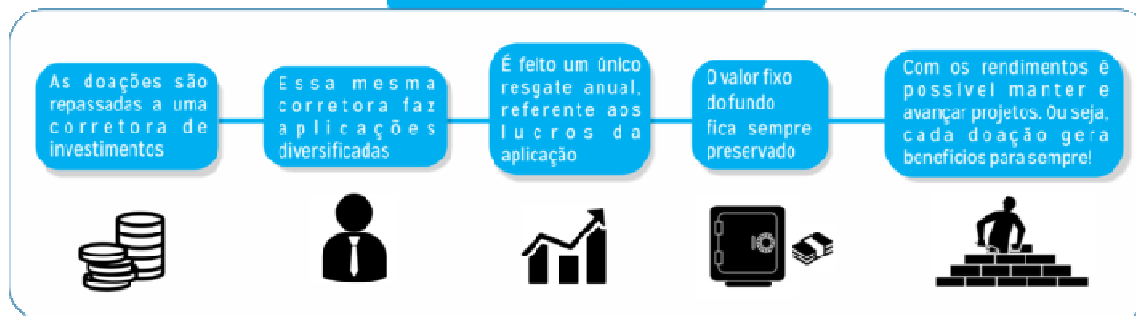 As doações são
repassadas a uma
corretora de
investimentos
Essa mesma
corretora faz
aplicações
diversificadas
É feito um único
resgate anual,
referente aos
lucros da
aplicação
O valor fixo
do fundo
fica sempre
preservado
Com os rendimentos é
possível manter e
avançar projetos. Ou seja,
cada doação gera
benefícios para sempre!